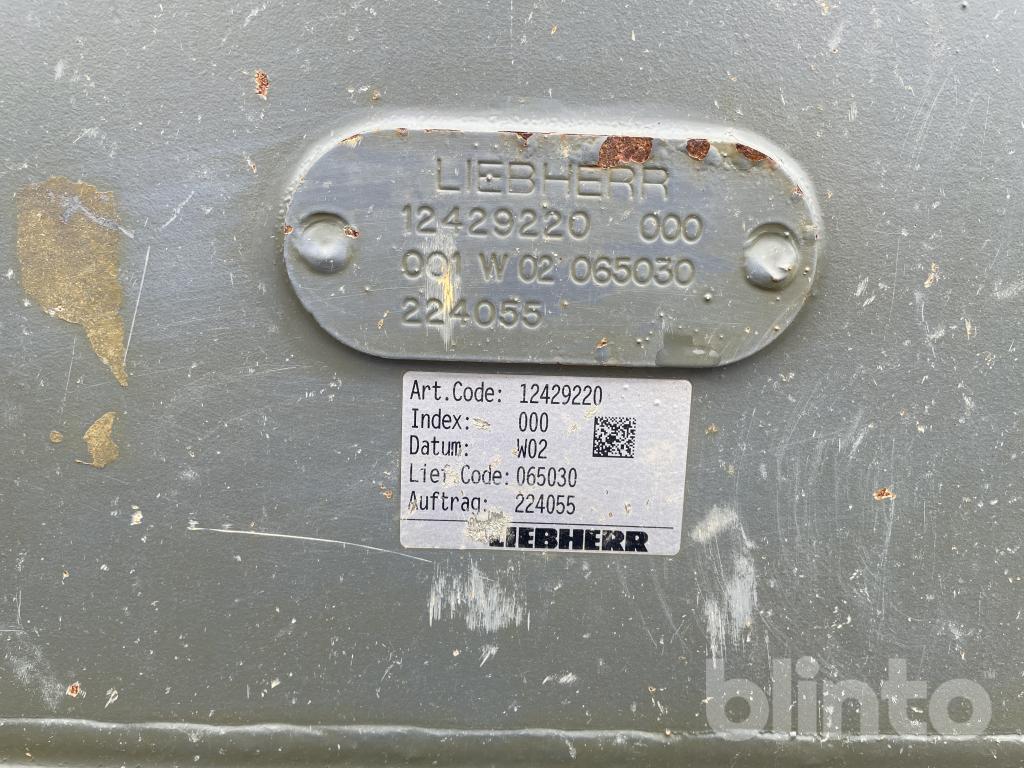 LIEBHERR
12429220 000
001 W 02 065030
224055
Art.Code: 12429220
Index: 000
Datum: W02
Lief.Code: 065030
Auftrag: 224055
LIEBHERR
blinto